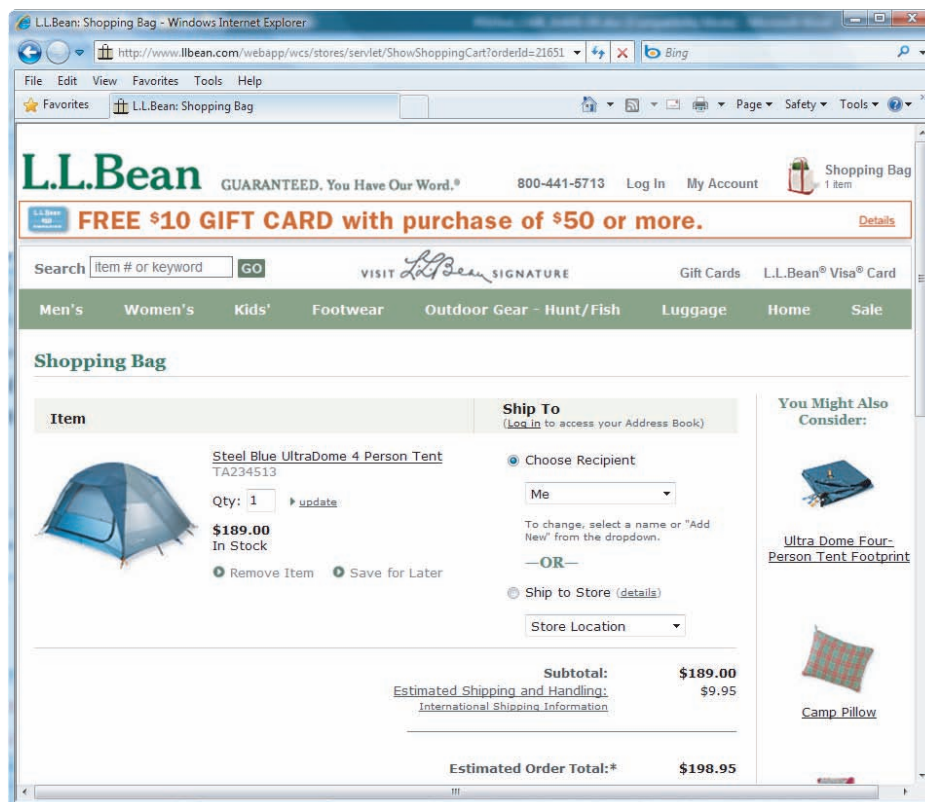 L.L.Bean: Shopping Bag - Windows Internet Explorer
http://www.llbean.com/webapp/wcs/stores/servlet/ShowShoppingCart?orderId=21651
Bing
File Edit View Favorites Tools Help
Favorites
L.L.Bean: Shopping Bag
Page Safety Tools
L.L.Bean
GUARANTEED. You Have Our Word.®
800-441-5713 Log In My Account
Shopping Bag
1 item
FREE $10 GIFT CARD with purchase of $50 or more.
Details
Search item # or keyword GO
VISIT L.L.Bean SIGNATURE
Gift Cards L.L.Bean® Visa® Card
Men's Women's Kids' Footwear Outdoor Gear - Hunt/Fish Luggage Home Sale
Shopping Bag
Item
Ship To
(Log in to access your Address Book)
Steel Blue UltraDome 4 Person Tent
TA234513
Qty: 1 update
$189.00
In Stock
Remove Item Save for Later
Choose Recipient
Me
To change, select a name or "Add
New" from the dropdown.
—OR—
Ship to Store (details)
Store Location
Subtotal: $189.00
Estimated Shipping and Handling: $9.95
International Shipping Information
Estimated Order Total:* $198.95
You Might Also
Consider:
Ultra Dome Four-
Person Tent Footprint
Camp Pillow